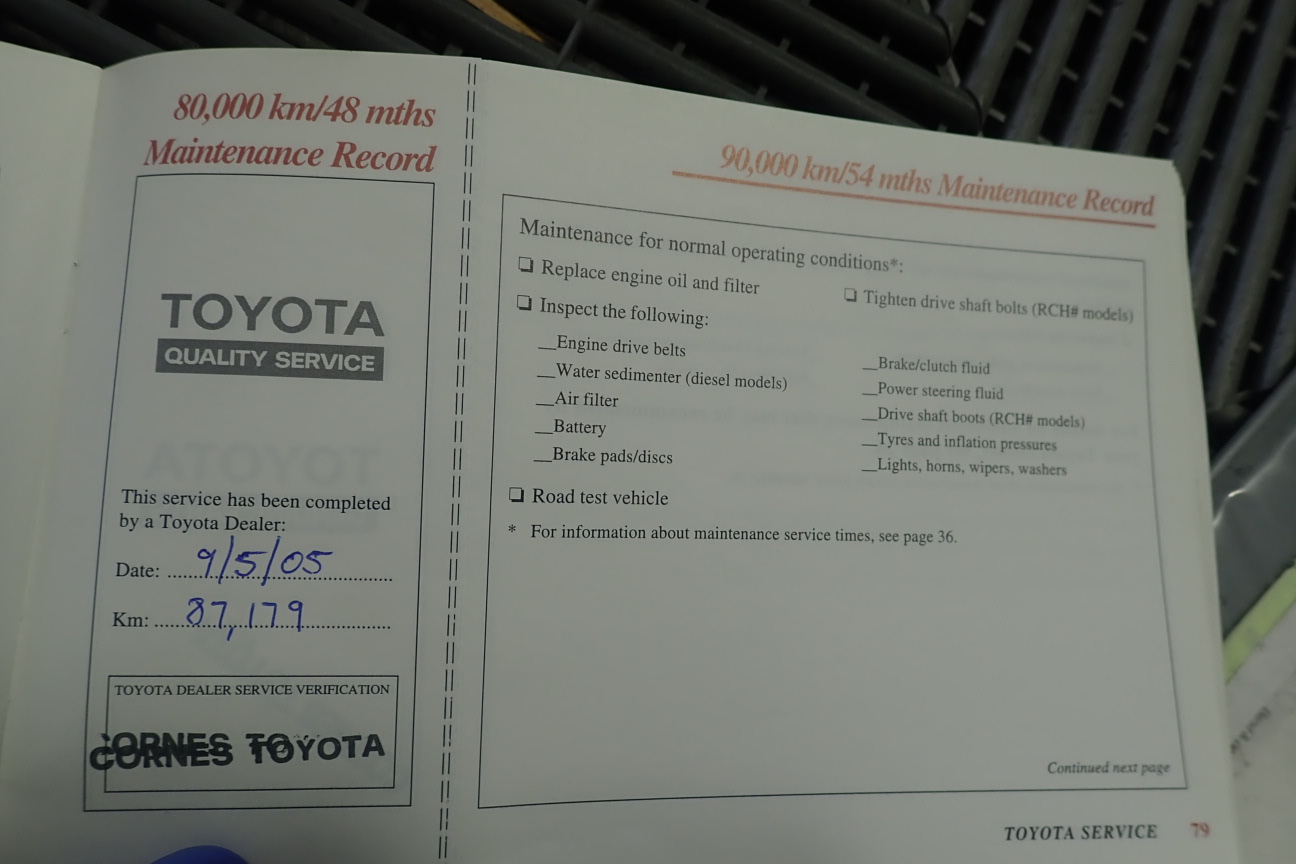 80,000 km/48 mths
Maintenance Record
TOYOTA
QUALITY SERVICE
This service has been completed
by a Toyota Dealer:
Date: 9/5/05
Km: 87,179
TOYOTA DEALER SERVICE VERIFICATION
CORNES TOYOTA
90,000 km/54 mths Maintenance Record
Maintenance for normal operating conditions*:
❑ Replace engine oil and filter
❑ Inspect the following:
__Engine drive belts
__Water sedimenter (diesel models)
__Air filter
__Battery
__Brake pads/discs
❑ Tighten drive shaft bolts (RCH# models)
__Brake/clutch fluid
__Power steering fluid
__Drive shaft boots (RCH# models)
__Tyres and inflation pressures
__Lights, horns, wipers, washers
❑ Road test vehicle
* For information about maintenance service times, see page 36.
Continued next page
TOYOTA SERVICE 79